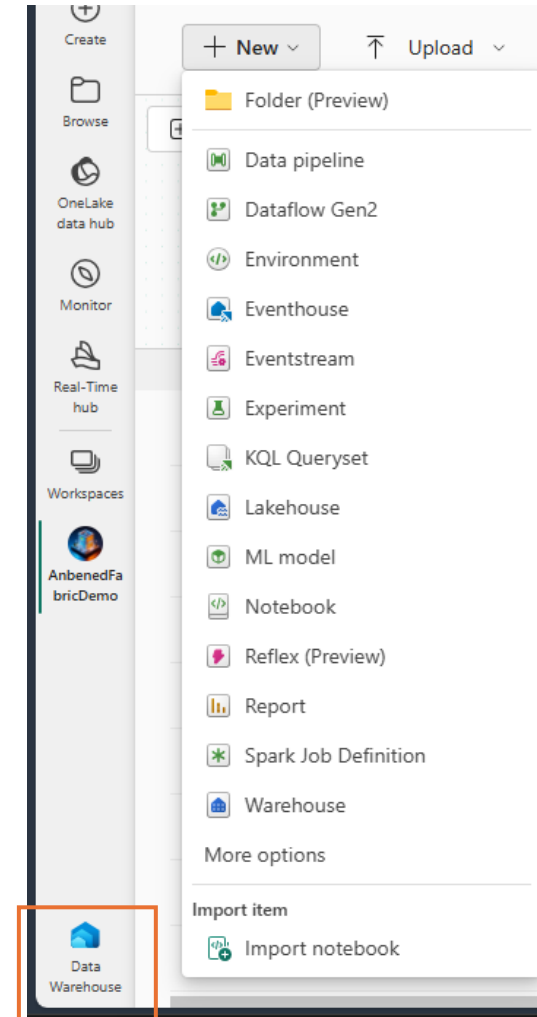 Create
Browse
OneLake
data hub
Monitor
Real-Time
hub
Workspaces
AnbenedFa
bricDemo
Data
Warehouse
New
Upload
Folder (Preview)
Data pipeline
Dataflow Gen2
Environment
Eventhouse
Eventstream
Experiment
KQL Queryset
Lakehouse
ML model
Notebook
Reflex (Preview)
Report
Spark Job Definition
Warehouse
More options
Import item
Import notebook